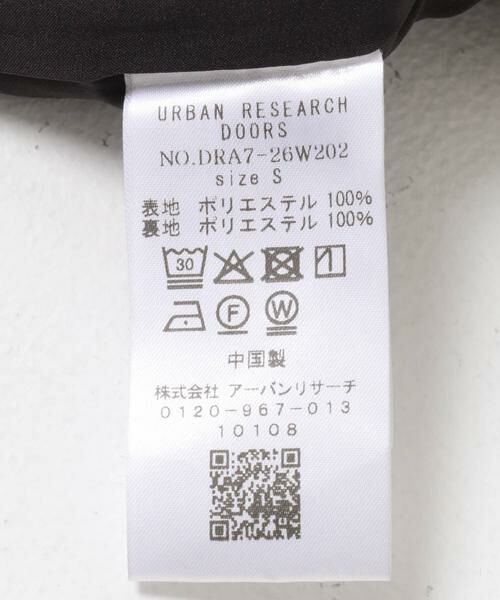 URBAN RESEARCH
DOORS
NO.DRA7-26W202
size S
表地 ポリエステル 100%
裏地 ポリエステル 100%
30
F W
中国製
株式会社 アーバンリサーチ
0120-967-013
10108